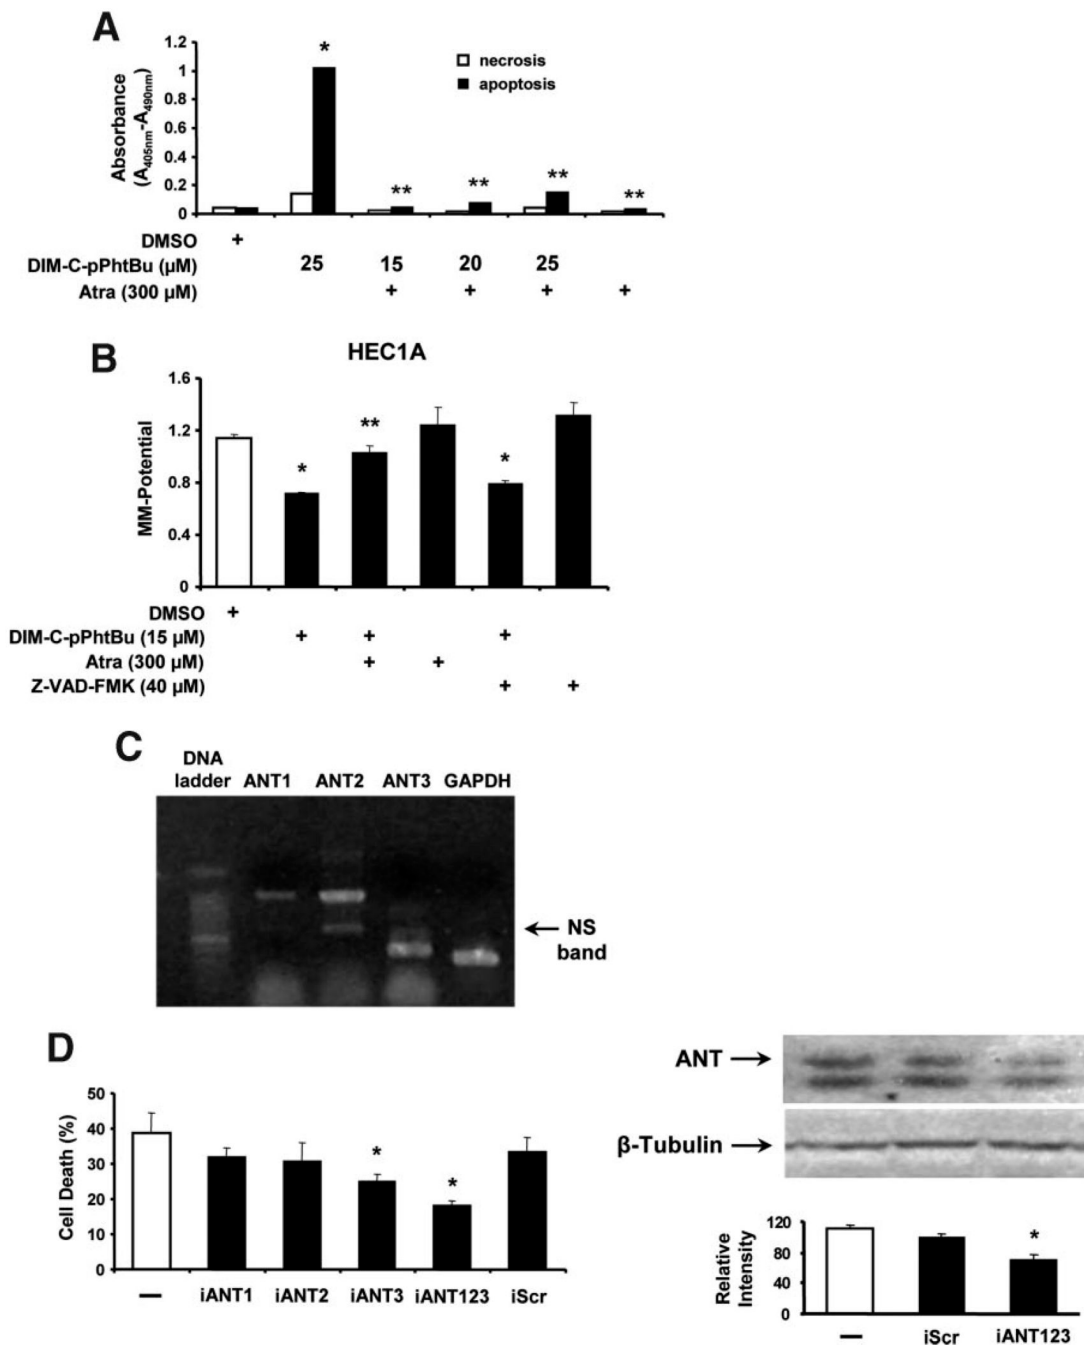 A
1.2
1
0.8
0.6
0.4
0.2
0
Absorbance
(A405nm-A490nm)
necrosis
apoptosis
*
** ** ** **
DMSO +
DIM-C-pPhtBu (µM) 25 15 20 25
Atra (300 µM) + + + +
B
HEC1A
1.6
1.2
0.8
0.4
0
MM-Potential
* ** *
DMSO +
DIM-C-pPhtBu (15 µM) + + +
Atra (300 µM) + +
Z-VAD-FMK (40 µM) + +
C
DNA
ladder ANT1 ANT2 ANT3 GAPDH
NS
band
D
50
40
30
20
10
0
Cell Death (%)
* *
– iANT1 iANT2 iANT3 iANT123 iScr
ANT
β-Tubulin
120
80
40
0
Relative
Intensity
*
– iScr iANT123